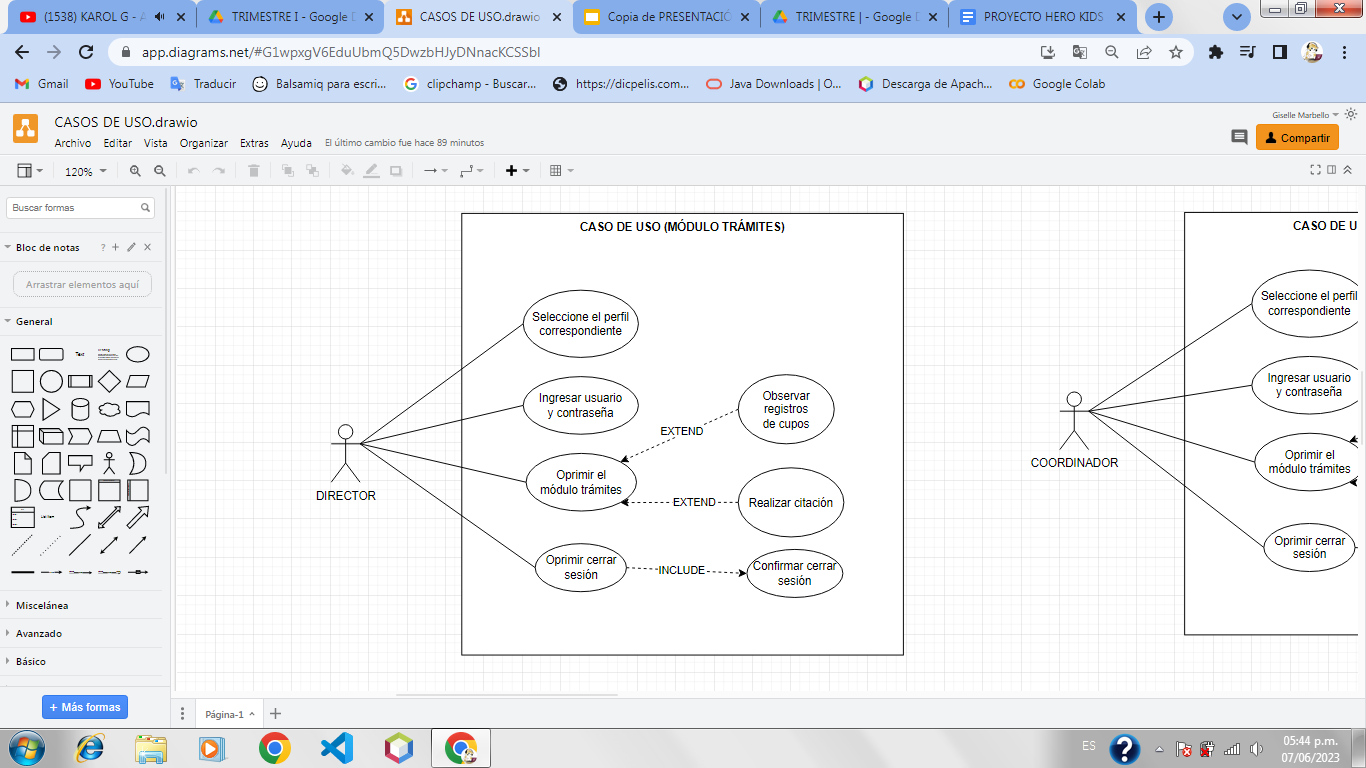 (1538) KAROL G - A
TRIMESTRE I - Google D
CASOS DE USO.drawio
Copia de PRESENTACIÓ
TRIMESTRE | - Google D
PROYECTO HERO KIDS
app.diagrams.net/#G1wpxgV6EduUbmQ5DwzbHJyDNnacKCSSbI
Gmail
YouTube
Traducir
Balsamiq para escri...
clipchamp - Buscar...
https://dicpelis.com...
Java Downloads | O...
Descarga de Apach...
Google Colab
CASOS DE USO.drawio
Giselle Marbello
Archivo Editar Vista Organizar Extras Ayuda El último cambio fue hace 89 minutos
Compartir
120%
Buscar formas
Bloc de notas
Arrastrar elementos aquí
General
Text
Miscelánea
Avanzado
Básico
+ Más formas
CASO DE USO (MÓDULO TRÁMITES)
Seleccione el perfil
correspondiente
Ingresar usuario
y contraseña
Observar
registros
de cupos
EXTEND
DIRECTOR
Oprimir el
módulo trámites
EXTEND
Realizar citación
Oprimir cerrar
sesión
INCLUDE
Confirmar cerrar
sesión
CASO DE U
Seleccione el perfil
correspondiente
Ingresar usuario
y contraseña
COORDINADOR
Oprimir el
módulo trámites
Oprimir cerrar
sesión
Página-1
ES
05:44 p.m.
07/06/2023